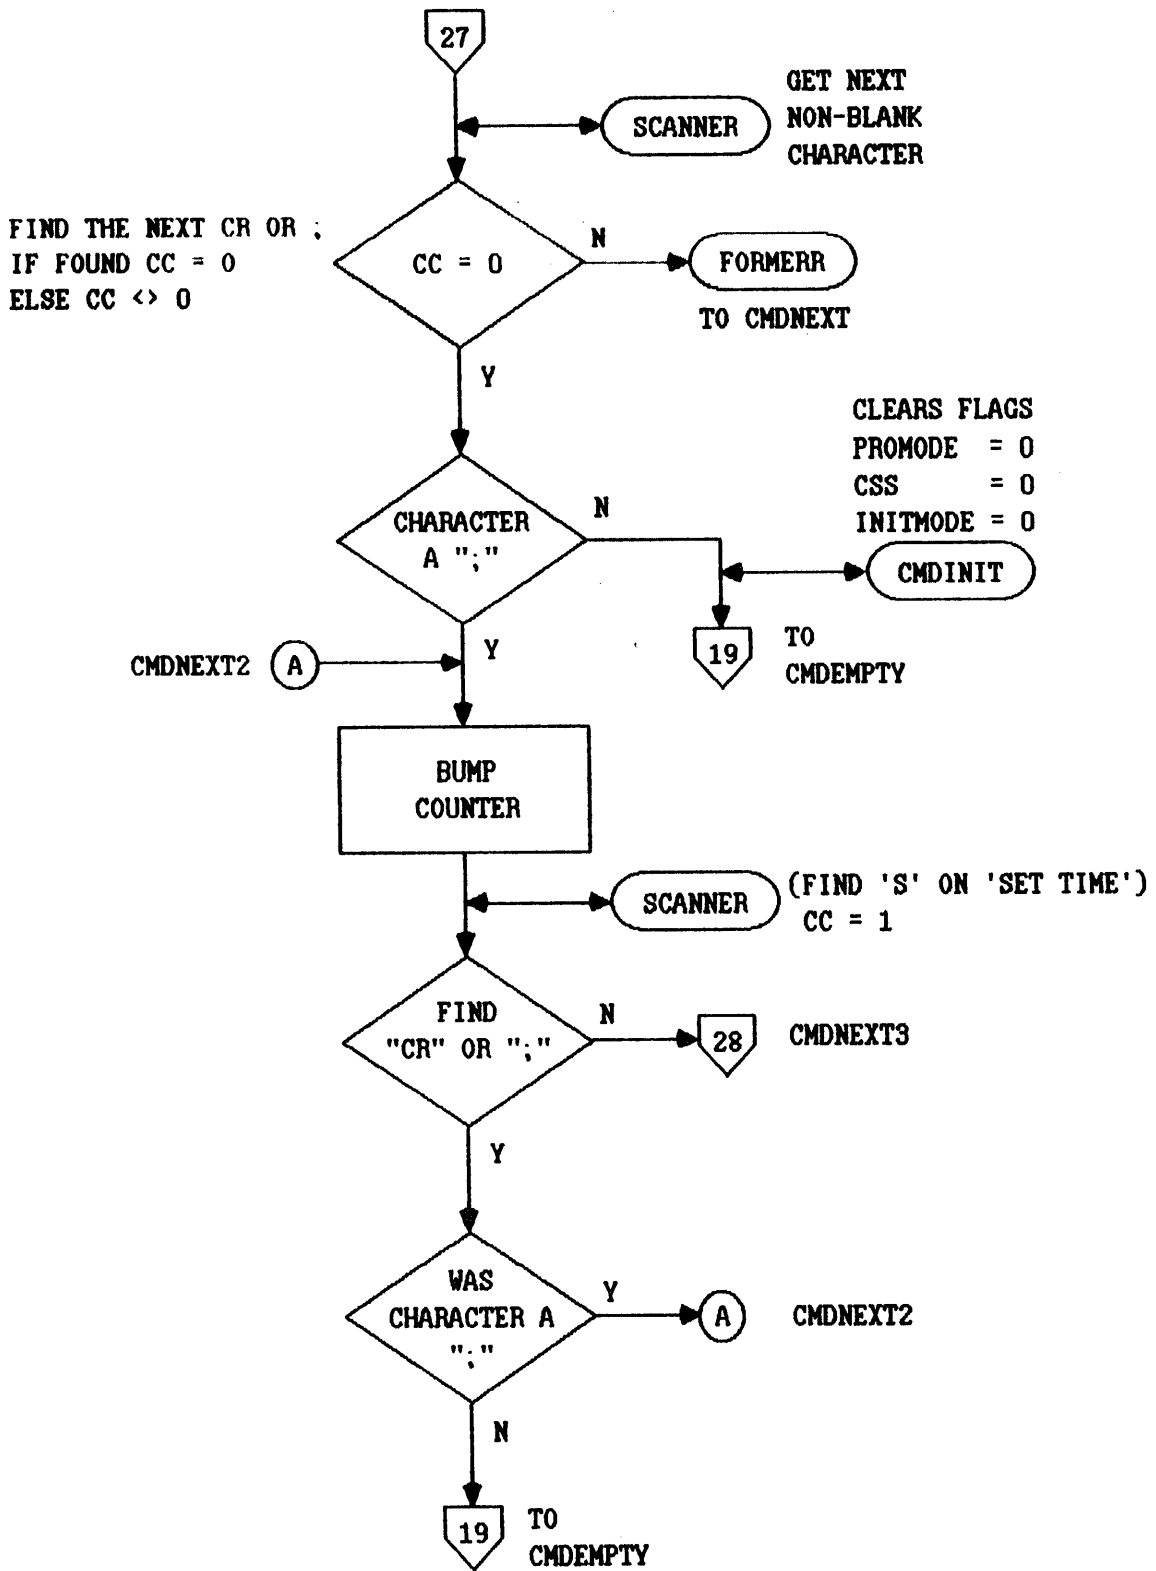 27
GET NEXT
NON-BLANK
CHARACTER
SCANNER
FIND THE NEXT CR OR ;
IF FOUND CC = 0
ELSE CC <> 0
CC = 0
N
FORMERR
TO CMDNEXT
Y
CLEARS FLAGS
PROMODE = 0
CSS = 0
INITMODE = 0
CHARACTER
A ";"
N
CMDINIT
19
TO
CMDEMPTY
Y
CMDNEXT2
A
BUMP
COUNTER
SCANNER
(FIND 'S' ON 'SET TIME')
CC = 1
FIND
"CR" OR ";"
N
28
CMDNEXT3
Y
WAS
CHARACTER A
";"
Y
A
CMDNEXT2
N
19
TO
CMDEMPTY